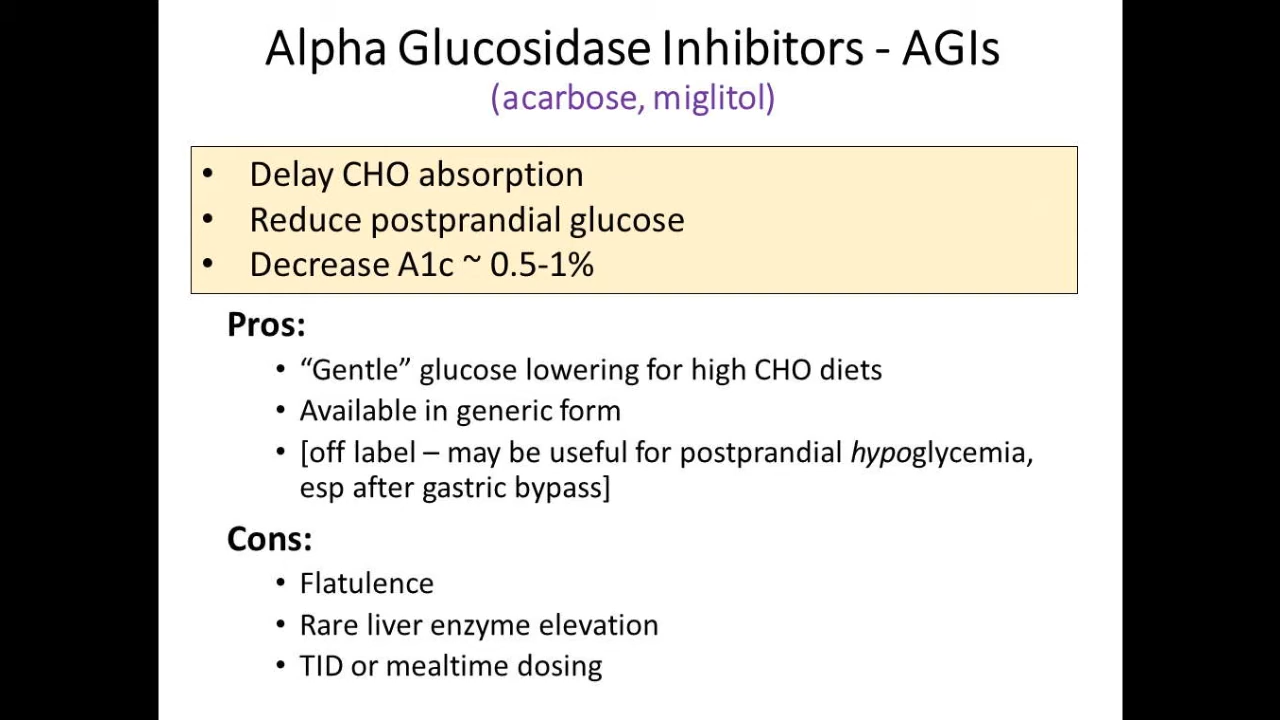 Alpha Glucosidase Inhibitors - AGIs
(acarbose, miglitol)
• Delay CHO absorption
• Reduce postprandial glucose
• Decrease A1c ~ 0.5-1%
Pros:
• “Gentle” glucose lowering for high CHO diets
• Available in generic form
• [off label – may be useful for postprandial hypoglycemia,
esp after gastric bypass]
Cons:
• Flatulence
• Rare liver enzyme elevation
• TID or mealtime dosing